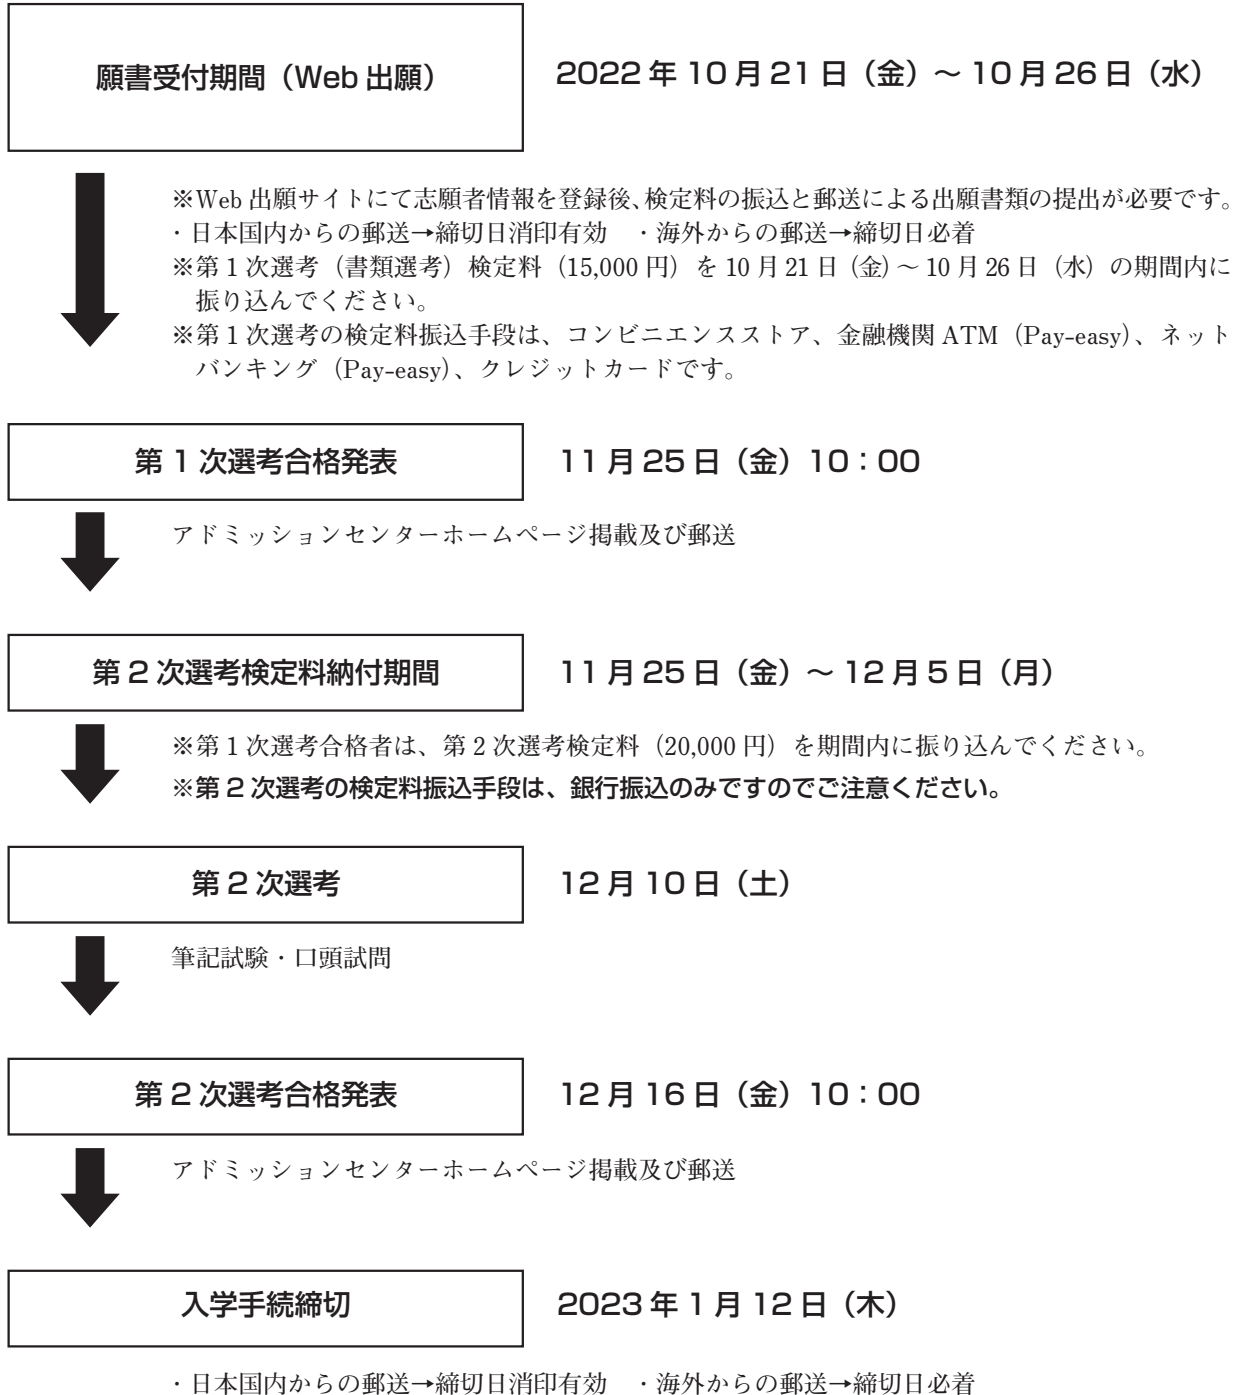 願書受付期間（Web 出願）
2022 年 10 月 21 日（金）～ 10 月 26 日（水）
※Web 出願サイトにて志願者情報を登録後、検定料の振込と郵送による出願書類の提出が必要です。
・日本国内からの郵送→締切日消印有効　・海外からの郵送→締切日必着
※第 1 次選考（書類選考）検定料（15,000 円）を 10 月 21 日（金）～ 10 月 26 日（水）の期間内に
振り込んでください。
※第 1 次選考の検定料振込手段は、コンビニエンスストア、金融機関 ATM（Pay-easy）、ネット
バンキング（Pay-easy）、クレジットカードです。
第 1 次選考合格発表
11 月 25 日（金）10：00
アドミッションセンターホームページ掲載及び郵送
第 2 次選考検定料納付期間
11 月 25 日（金）～ 12 月 5 日（月）
※第 1 次選考合格者は、第 2 次選考検定料（20,000 円）を期間内に振り込んでください。
※第 2 次選考の検定料振込手段は、銀行振込のみですのでご注意ください。
第 2 次選考
12 月 10 日（土）
筆記試験・口頭試問
第 2 次選考合格発表
12 月 16 日（金）10：00
アドミッションセンターホームページ掲載及び郵送
入学手続締切
2023 年 1 月 12 日（木）
・日本国内からの郵送→締切日消印有効　・海外からの郵送→締切日必着